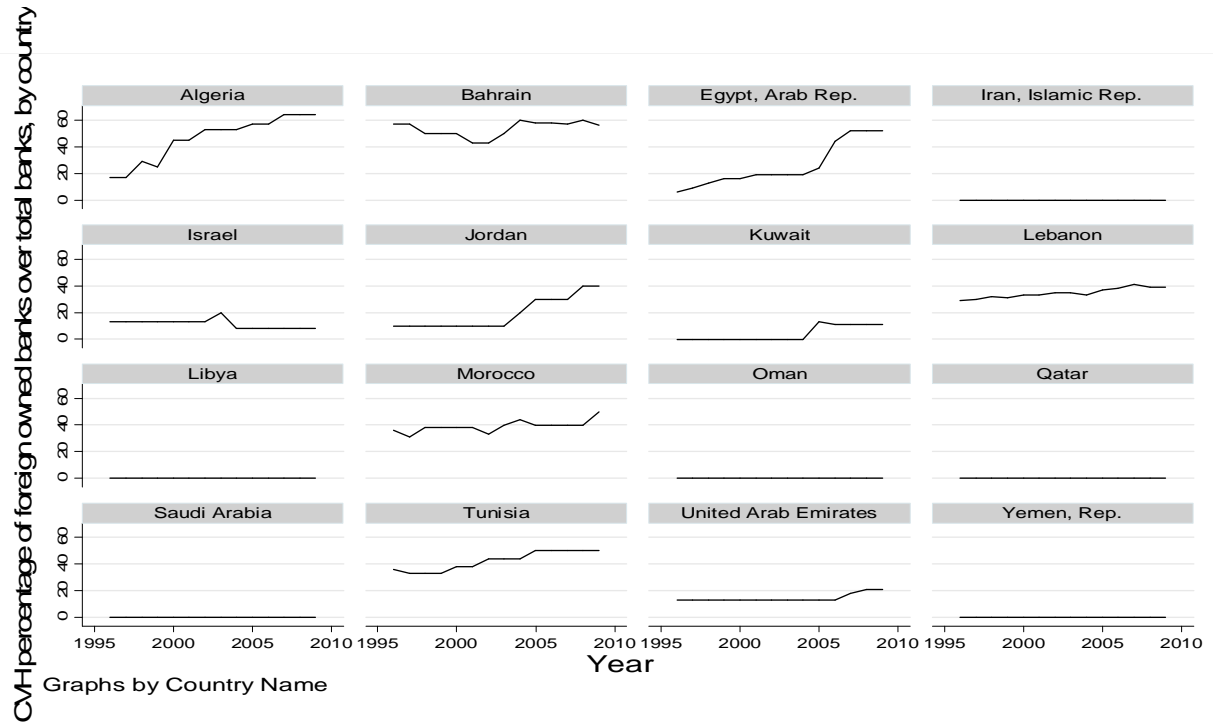 CVH percentage of foreign owned banks over total banks, by country
Algeria Bahrain Egypt, Arab Rep. Iran, Islamic Rep.
60
40
20
0
Israel Jordan Kuwait Lebanon
60
40
20
0
Libya Morocco Oman Qatar
60
40
20
0
Saudi Arabia Tunisia United Arab Emirates Yemen, Rep.
60
40
20
0
1995 2000 2005 2010 1995 2000 2005 2010 1995 2000 2005 2010 1995 2000 2005 2010
Year
Graphs by Country Name